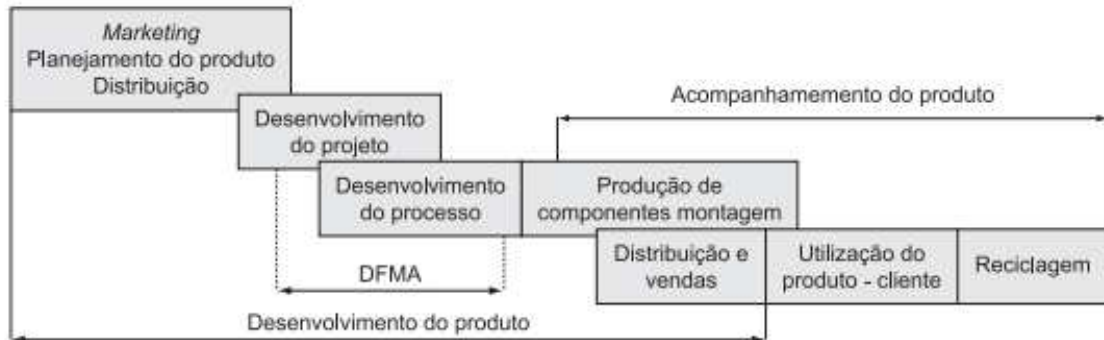 Marketing
Planejamento do produto
Distribuição
Acompanhamemento do produto
Desenvolvimento
do projeto
Desenvolvimento
do processo
Produção de
componentes montagem
Distribuição e
vendas
Utilização do
produto - cliente
Reciclagem
DFMA
Desenvolvimento do produto